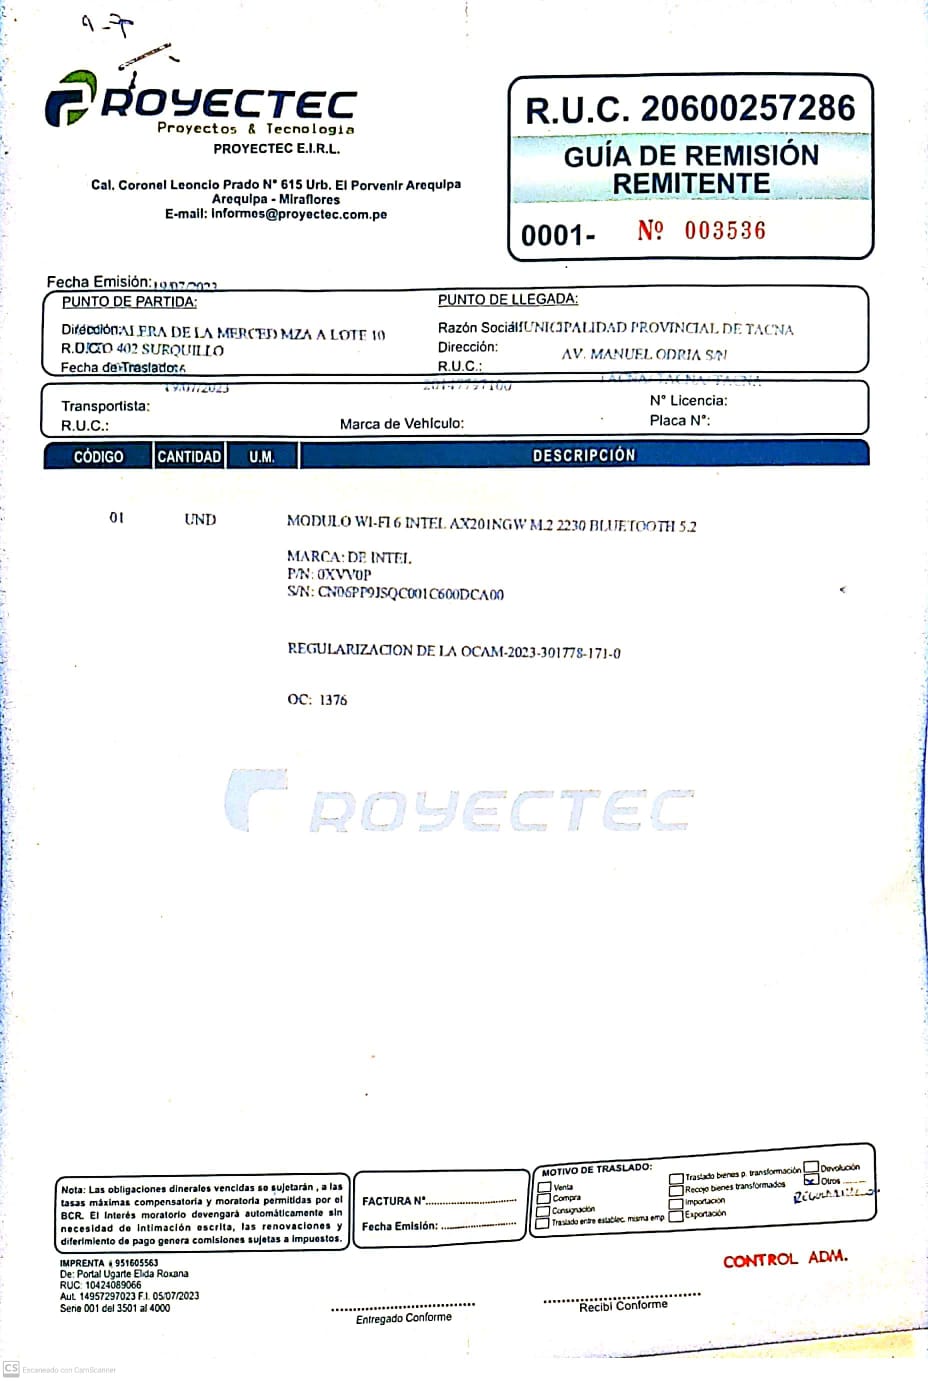 ROYECTEC
Proyectos & Tecnologia
PROYECTEC E.I.R.L.
Cal. Coronel Leoncio Prado N° 615 Urb. El Porvenir Arequipa
Arequipa - Miraflores
E-mail: informes@proyectec.com.pe
R.U.C. 20600257286
GUÍA DE REMISIÓN
REMITENTE
0001- Nº 003536
Fecha Emisión: 19/07/2023
PUNTO DE PARTIDA:
Dirección: DE LA MERCED MZA A LOTE 10
402 SURQUILLO
Fecha de Traslado:
19/07/2023
PUNTO DE LLEGADA:
Razón Social: MUNICIPALIDAD PROVINCIAL DE TACNA
Dirección:
AV. MANUEL ODRIA S/N
R.U.C.:
TACNA- TACNA- TACNA
Transportista:
R.U.C.:
Marca de Vehículo:
N° Licencia:
Placa N°:
CÓDIGO CANTIDAD U.M. DESCRIPCIÓN
01 UND MODULO WI-FI 6 INTEL AX201NGW M.2 2230 BLUETOOTH 5.2
MARCA: DE INTEL
P/N: 0XVV0P
S/N: CN06PP9JSQC001C600DCA00
REGULARIZACION DE LA OCAM-2023-301778-171-0
OC: 1376
ROYECTEC
Nota: Las obligaciones dinerales vencidas se sujetarán , a las
tasas máximas compensatoria y moratoria permitidas por el
BCR. El Interés moratorio devengará automáticamente sin
necesidad de intimación escrita, las renovaciones y
diferimiento de pago genera comisiones sujetas a impuestos.
FACTURA N°
Fecha Emisión:
MOTIVO DE TRASLADO:
Venta
Compra
Consignación
Traslado entre establec. misma emp
Traslado bienes p. transformación
Recojo bienes transformados
Importación
Exportación
Devolución
Otros
IMPRENTA # 951605563
De: Portal Ugarte Elida Roxana
RUC: 10424089066
Aut. 14957297023 F.I. 05/07/2023
Serie 001 del 3501 al 4000
Entregado Conforme
Recibí Conforme
CONTROL ADM.
CS Escaneado con CamScanner